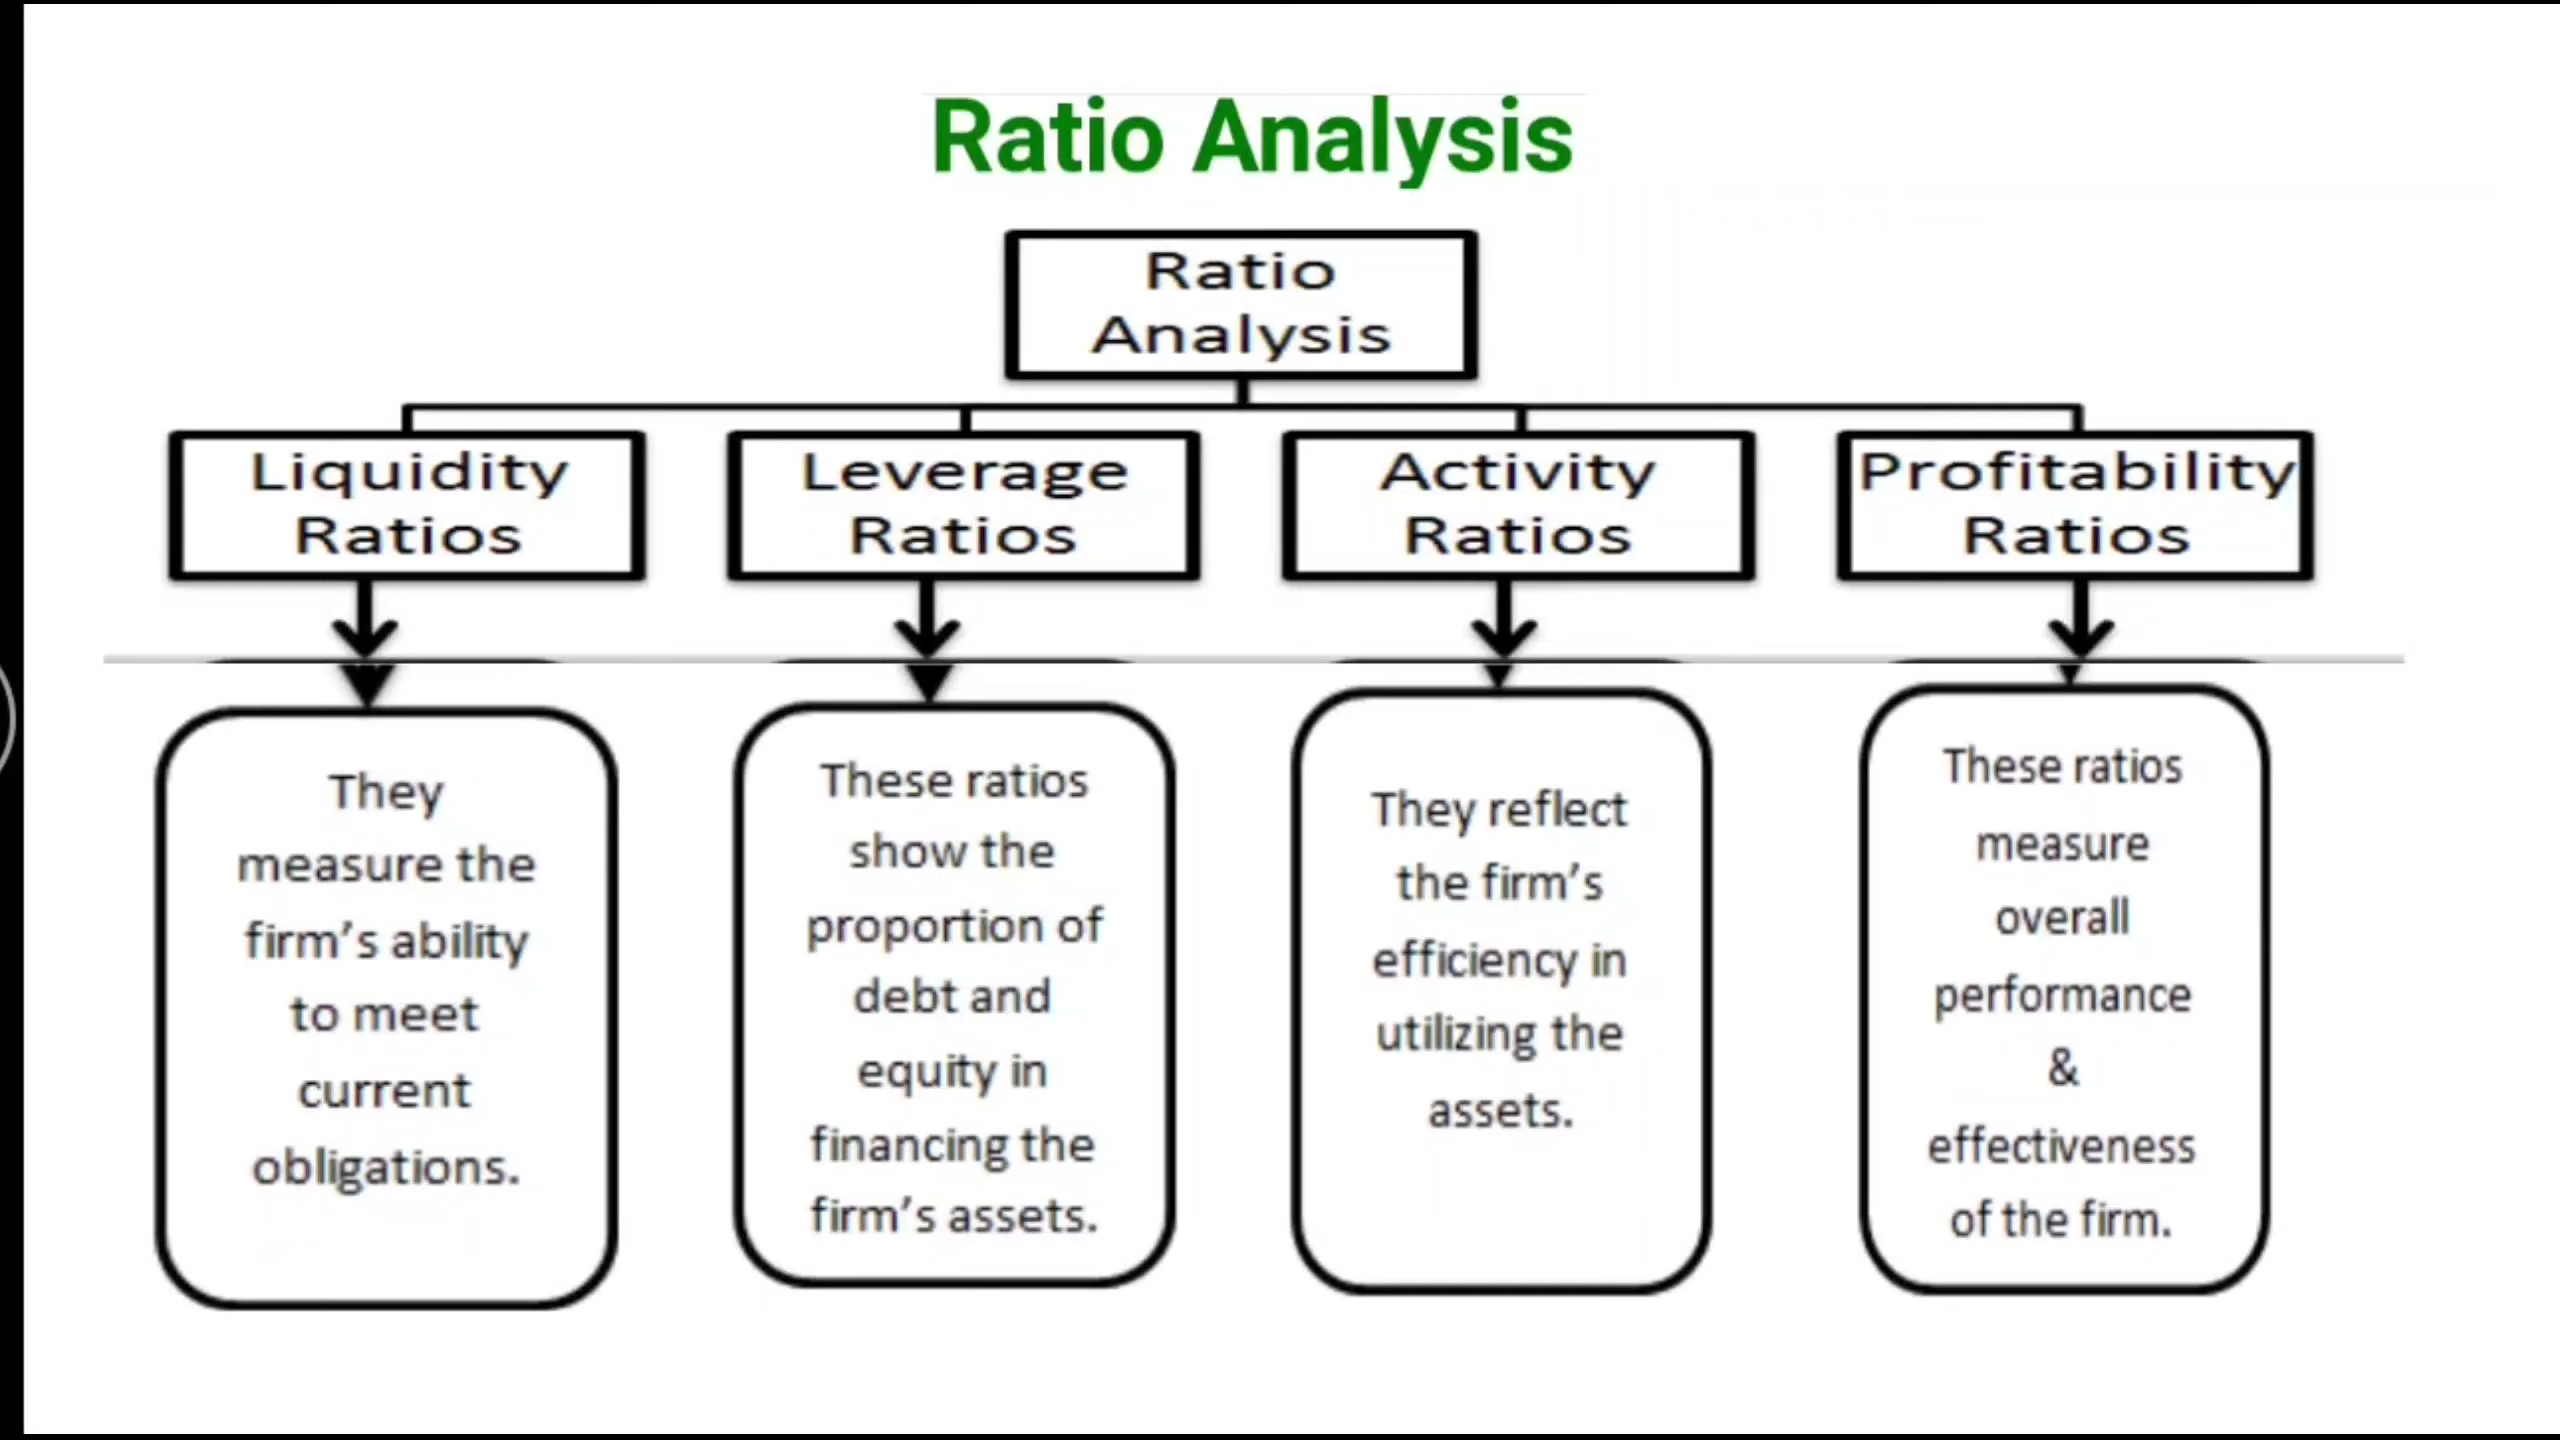 Ratio Analysis
Ratio
Analysis
Liquidity
Ratios
Leverage
Ratios
Activity
Ratios
Profitability
Ratios
They
measure the
firm's ability
to meet
current
obligations.
These ratios
show the
proportion of
debt and
equity in
financing the
firm's assets.
They reflect
the firm's
efficiency in
utilizing the
assets.
These ratios
measure
overall
performance
&
effectiveness
of the firm.